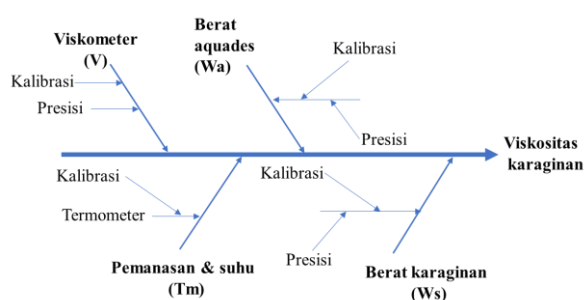 Viskometer
(V)
Kalibrasi
Presisi
Berat
aquades
(Wa)
Kalibrasi
Presisi
Viskositas
karaginan
Kalibrasi
Termometer
Pemanasan & suhu
(Tm)
Kalibrasi
Presisi
Berat karaginan
(Ws)